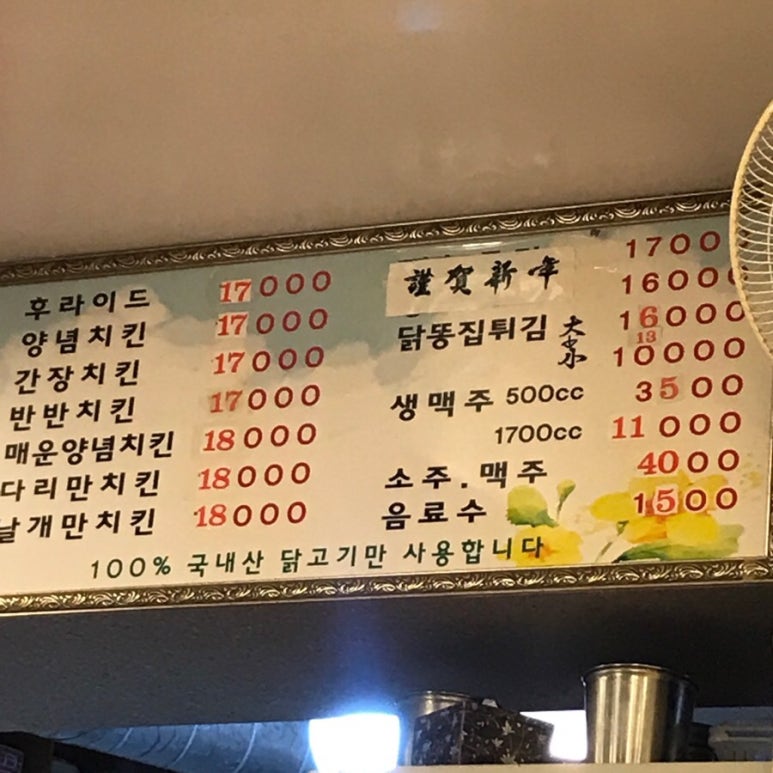 후라이드 17000
양념치킨 17000
간장치킨 17000
반반치킨 17000
매운양념치킨 18000
다리만치킨 18000
날개만치킨 18000
謹賀新年
1700
16000
닭똥집튀김 大 16000
小 13 10000
생맥주 500cc 3500
1700cc 11000
소주.맥주 4000
음료수 1500
100% 국내산 닭고기만 사용합니다